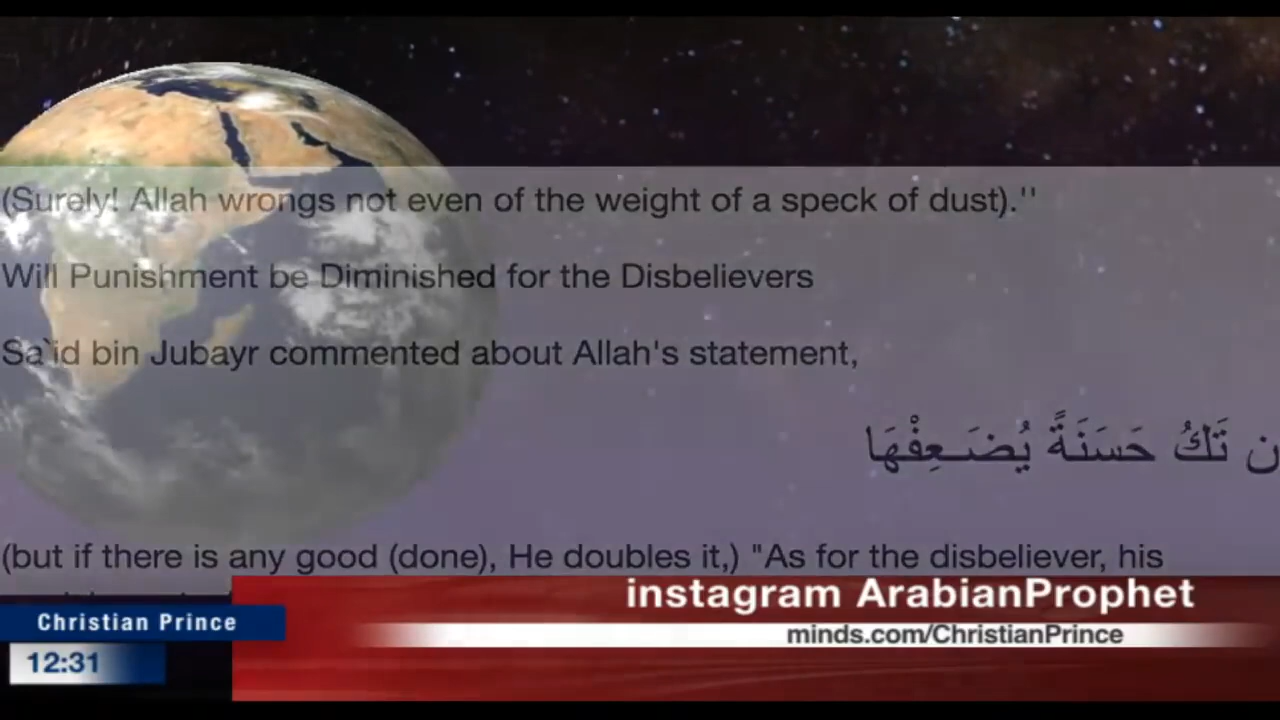 (Surely! Allah wrongs not even of the weight of a speck of dust).''
Will Punishment be Diminished for the Disbelievers
Sa`id bin Jubayr commented about Allah's statement,
ن تَكُ حَسَنَةً يُضَـعِفْهَا
(but if there is any good (done), He doubles it,) "As for the disbeliever, his
instagram ArabianProphet
Christian Prince
minds.com/ChristianPrince
12:31